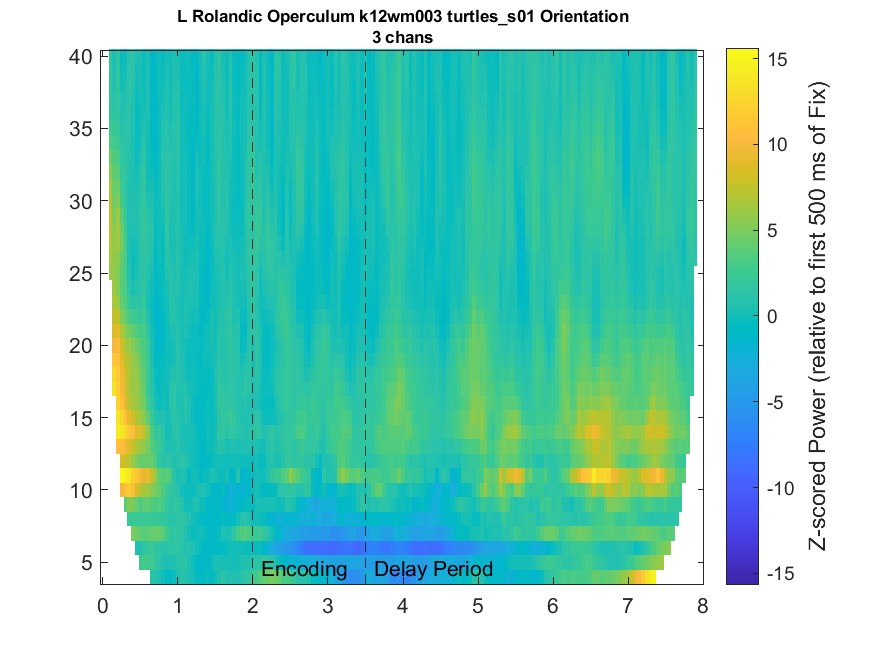 L Rolandic Operculum k12wm003 turtles_s01 Orientation
3 chans
40
35
30
25
20
15
10
5
Encoding
Delay Period
0 1 2 3 4 5 6 7 8
15
10
5
0
-5
-10
-15
Z-scored Power (relative to first 500 ms of Fix)